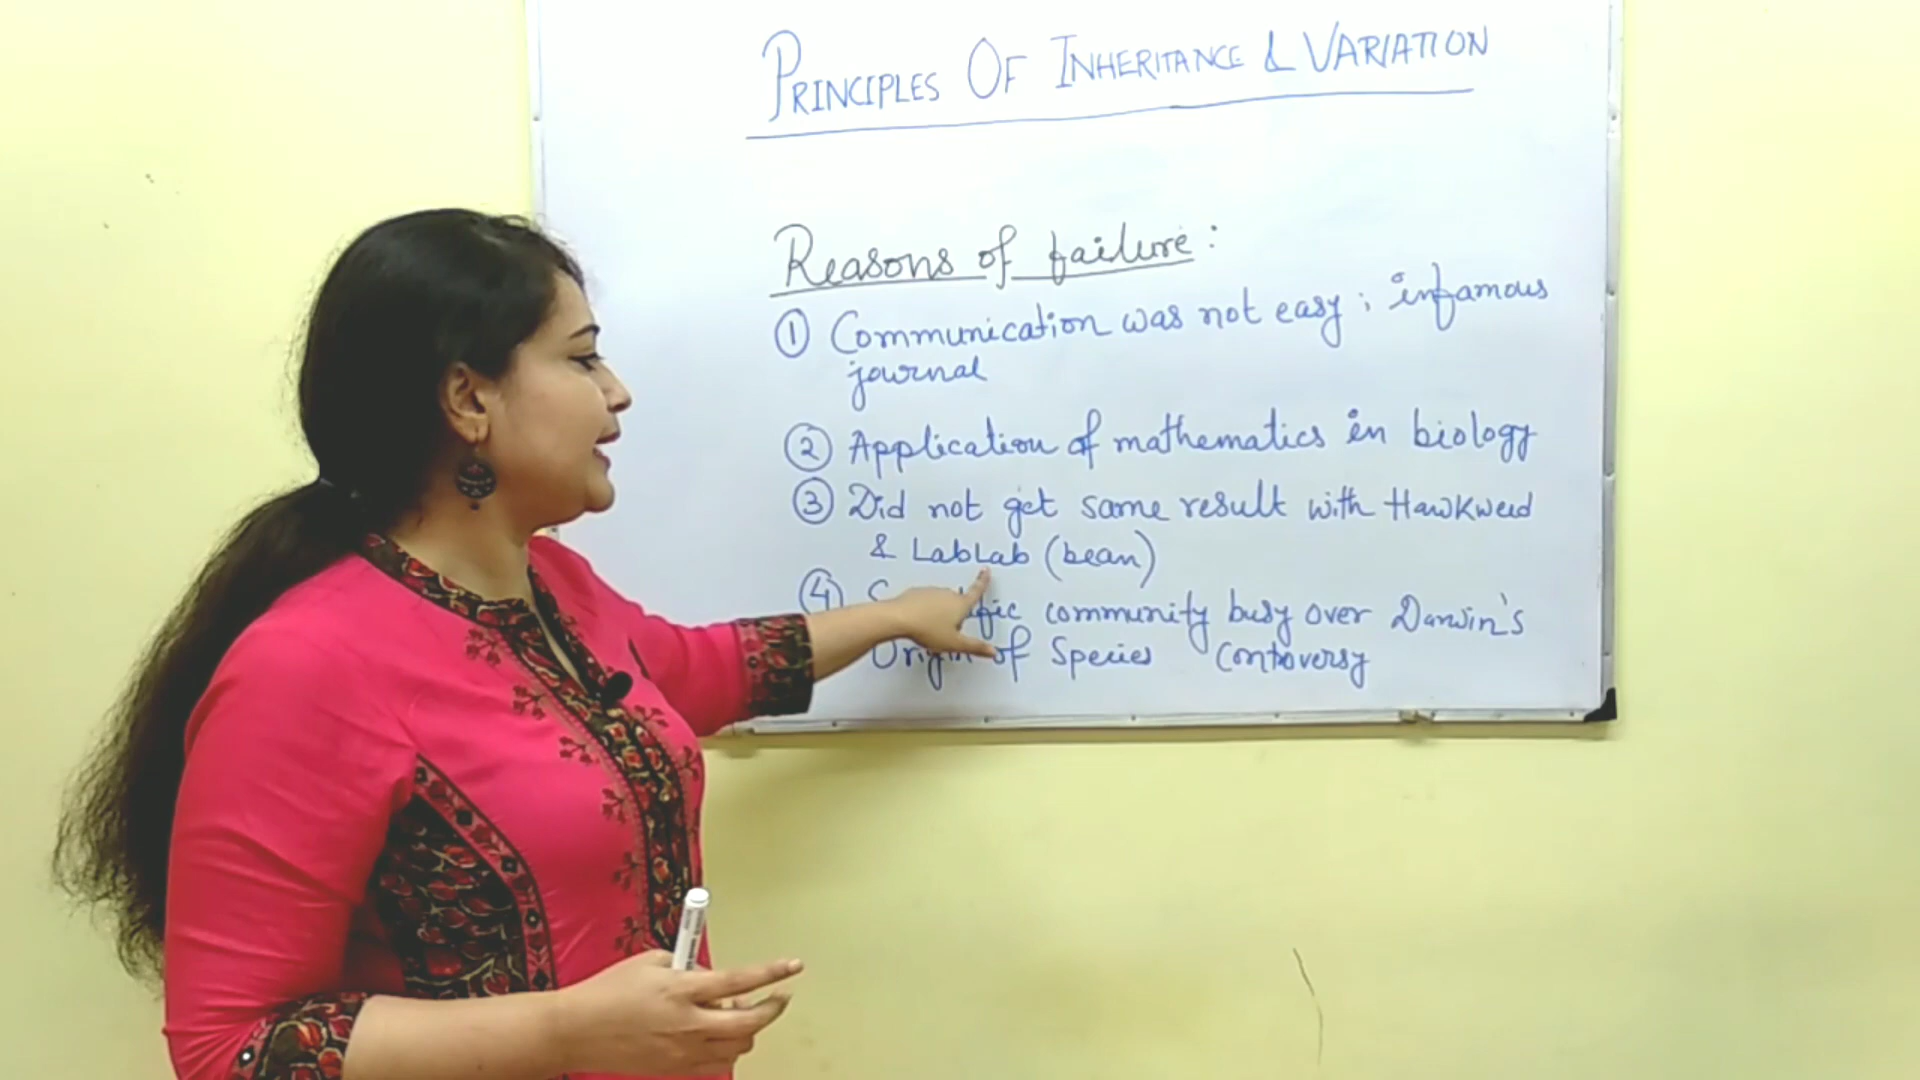 PRINCIPLES OF INHERITANCE & VARIATION
Reasons of failure:
① Communication was not easy; infamous
journal
② Application of mathematics in biology
③ Did not get same result with Hawkweed
& LabLab (bean)
④ community busy over Darwin's
Origin of Species Controversy